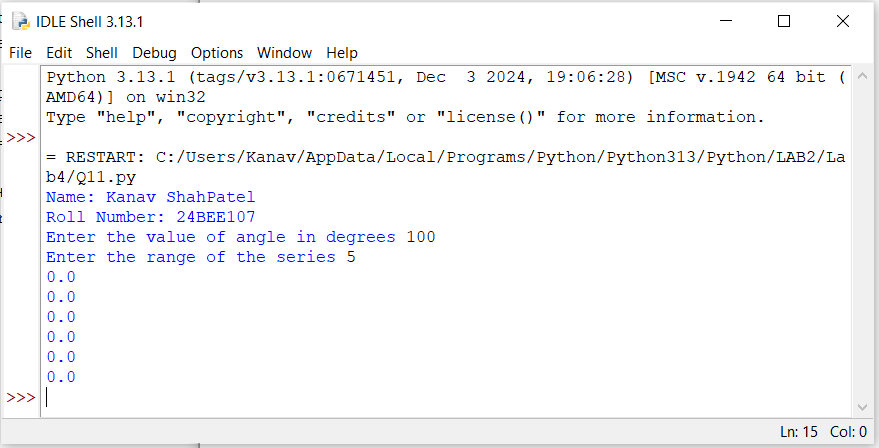 IDLE Shell 3.13.1
File Edit Shell Debug Options Window Help
Python 3.13.1 (tags/v3.13.1:0671451, Dec  3 2024, 19:06:28) [MSC v.1942 64 bit (
AMD64)] on win32
Type "help", "copyright", "credits" or "license()" for more information.
>>>
= RESTART: C:/Users/Kanav/AppData/Local/Programs/Python/Python313/Python/LAB2/La
b4/Q11.py
Name: Kanav ShahPatel
Roll Number: 24BEE107
Enter the value of angle in degrees 100
Enter the range of the series 5
0.0
0.0
0.0
0.0
0.0
0.0
>>>
Ln: 15 Col: 0